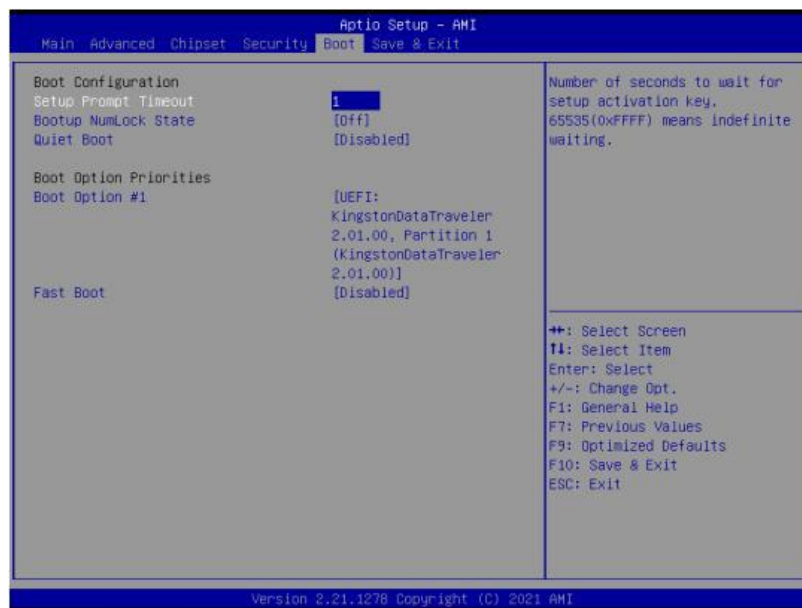 Aptio Setup – AMI
Main Advanced Chipset Security Boot Save & Exit
Boot Configuration
Setup Prompt Timeout 1
Bootup NumLock State [Off]
Quiet Boot [Disabled]
Boot Option Priorities
Boot Option #1 [UEFI:
KingstonDataTraveler
2.01.00, Partition 1
(KingstonDataTraveler
2.01.00)]
Fast Boot [Disabled]
Number of seconds to wait for
setup activation key.
65535(0xFFFF) means indefinite
waiting.
→←: Select Screen
↑↓: Select Item
Enter: Select
+/-: Change Opt.
F1: General Help
F7: Previous Values
F9: Optimized Defaults
F10: Save & Exit
ESC: Exit
Version 2.21.1278 Copyright (C) 2021 AMI